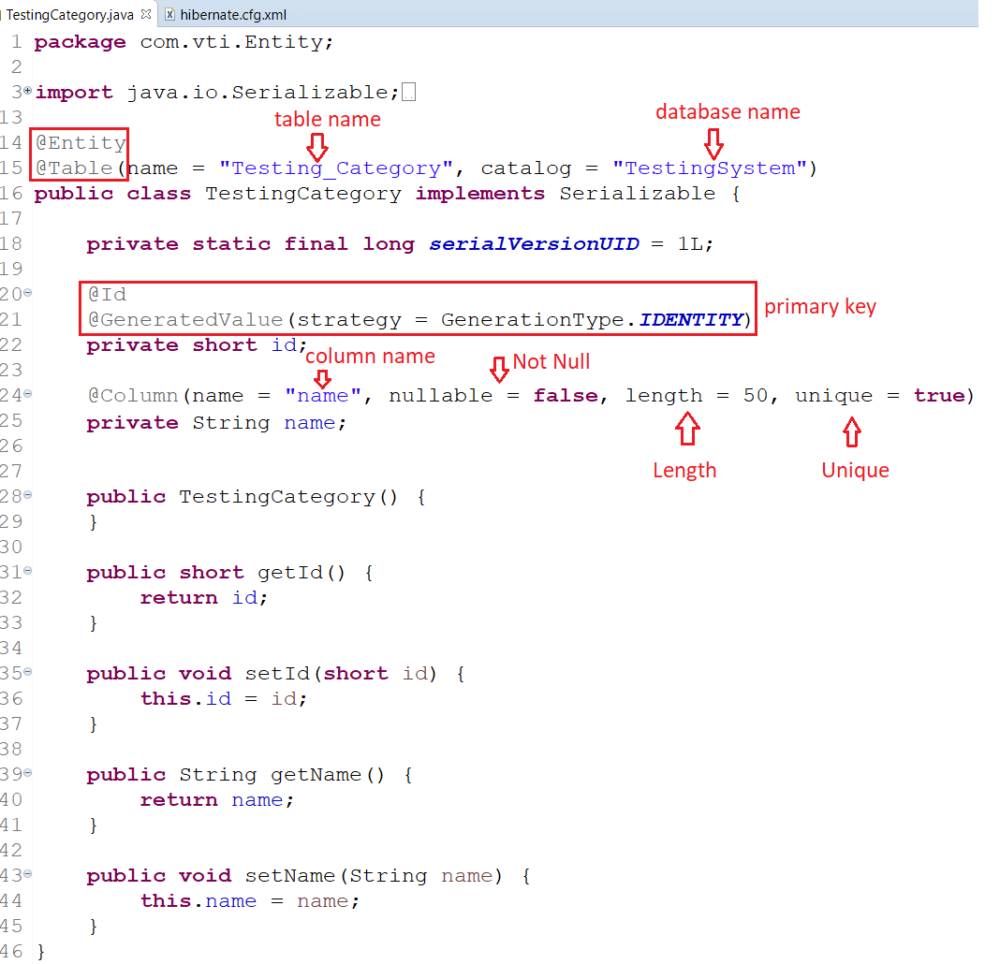 TestingCategory.java hibernate.cfg.xml
1 package com.vti.Entity;
2
3 import java.io.Serializable;
13
table name
database name
14 @Entity
15 @Table(name = "Testing_Category", catalog = "TestingSystem")
16 public class TestingCategory implements Serializable {
17
18 private static final long serialVersionUID = 1L;
19
20 @Id
21 @GeneratedValue(strategy = GenerationType.IDENTITY)
primary key
22 private short id;
column name
Not Null
23
24 @Column(name = "name", nullable = false, length = 50, unique = true)
25 private String name;
26
Length
Unique
27
28 public TestingCategory() {
29 }
30
31 public short getId() {
32 return id;
33 }
34
35 public void setId(short id) {
36 this.id = id;
37 }
38
39 public String getName() {
40 return name;
41 }
42
43 public void setName(String name) {
44 this.name = name;
45 }
46 }